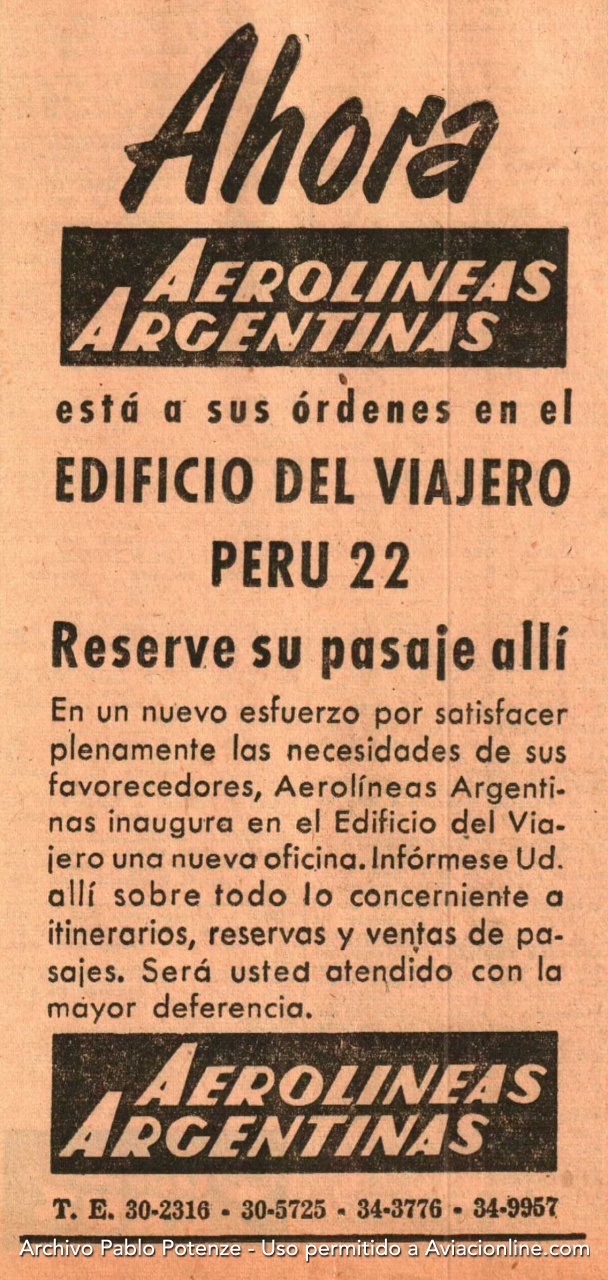 Ahora
AEROLINEAS
ARGENTINAS
está a sus órdenes en el
EDIFICIO DEL VIAJERO
PERU 22
Reserve su pasaje allí
En un nuevo esfuerzo por satisfacer
plenamente las necesidades de sus
favorecedores, Aerolíneas Argenti-
nas inaugura en el Edificio del Via-
jero una nueva oficina. Infórmese Ud.
allí sobre todo lo concerniente a
itinerarios, reservas y ventas de pa-
sajes. Será usted atendido con la
mayor deferencia.
AEROLINEAS
ARGENTINAS
T. E. 30-2316 - 30-5725 - 34-3776 - 34-9957
Archivo Pablo Potenze - Uso permitido a Aviacionline.com